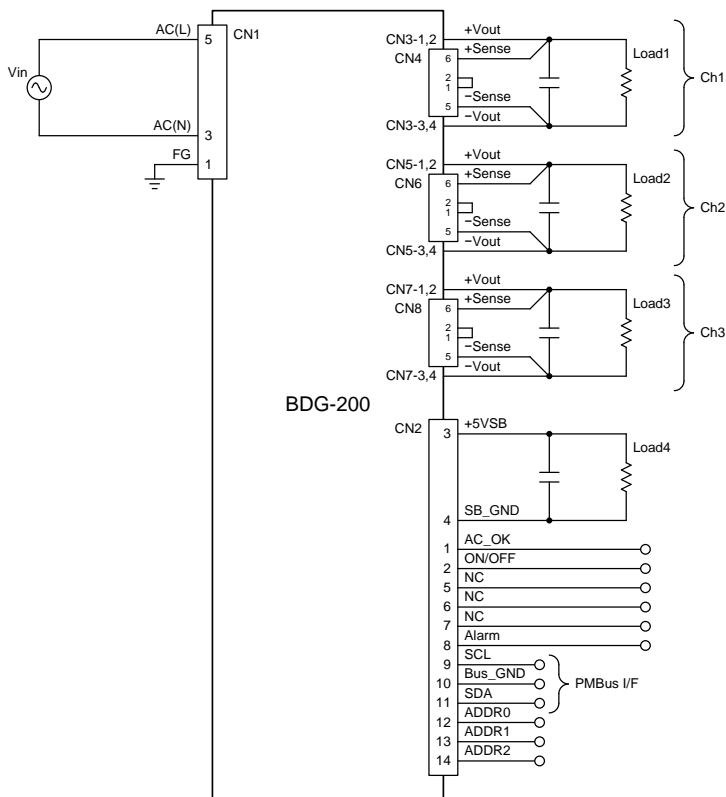 AC(L)
5
CN1
Vin
AC(N)
3
FG
1
CN3-1,2
+Vout
+Sense
CN4
6
2
1
5
−Sense
−Vout
CN3-3,4
Load1
Ch1
CN5-1,2
+Vout
+Sense
CN6
6
2
1
5
−Sense
−Vout
CN5-3,4
Load2
Ch2
CN7-1,2
+Vout
+Sense
CN8
6
2
1
5
−Sense
−Vout
CN7-3,4
Load3
Ch3
BDG-200
CN2
3
+5VSB
Load4
4
SB_GND
1
AC_OK
2
ON/OFF
5
NC
6
NC
7
NC
8
Alarm
9
SCL
10
Bus_GND
11
SDA
PMBus I/F
12
ADDR0
13
ADDR1
14
ADDR2